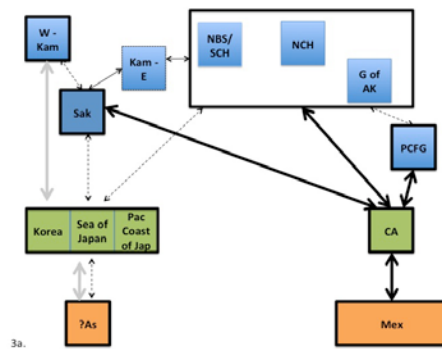 W -
Kam
Kam -
E
NBS/
SCH
NCH
G of
AK
Sak
PCFG
Korea
Sea of
Japan
Pac
Coast
of Jap
CA
?As
Mex
3a.